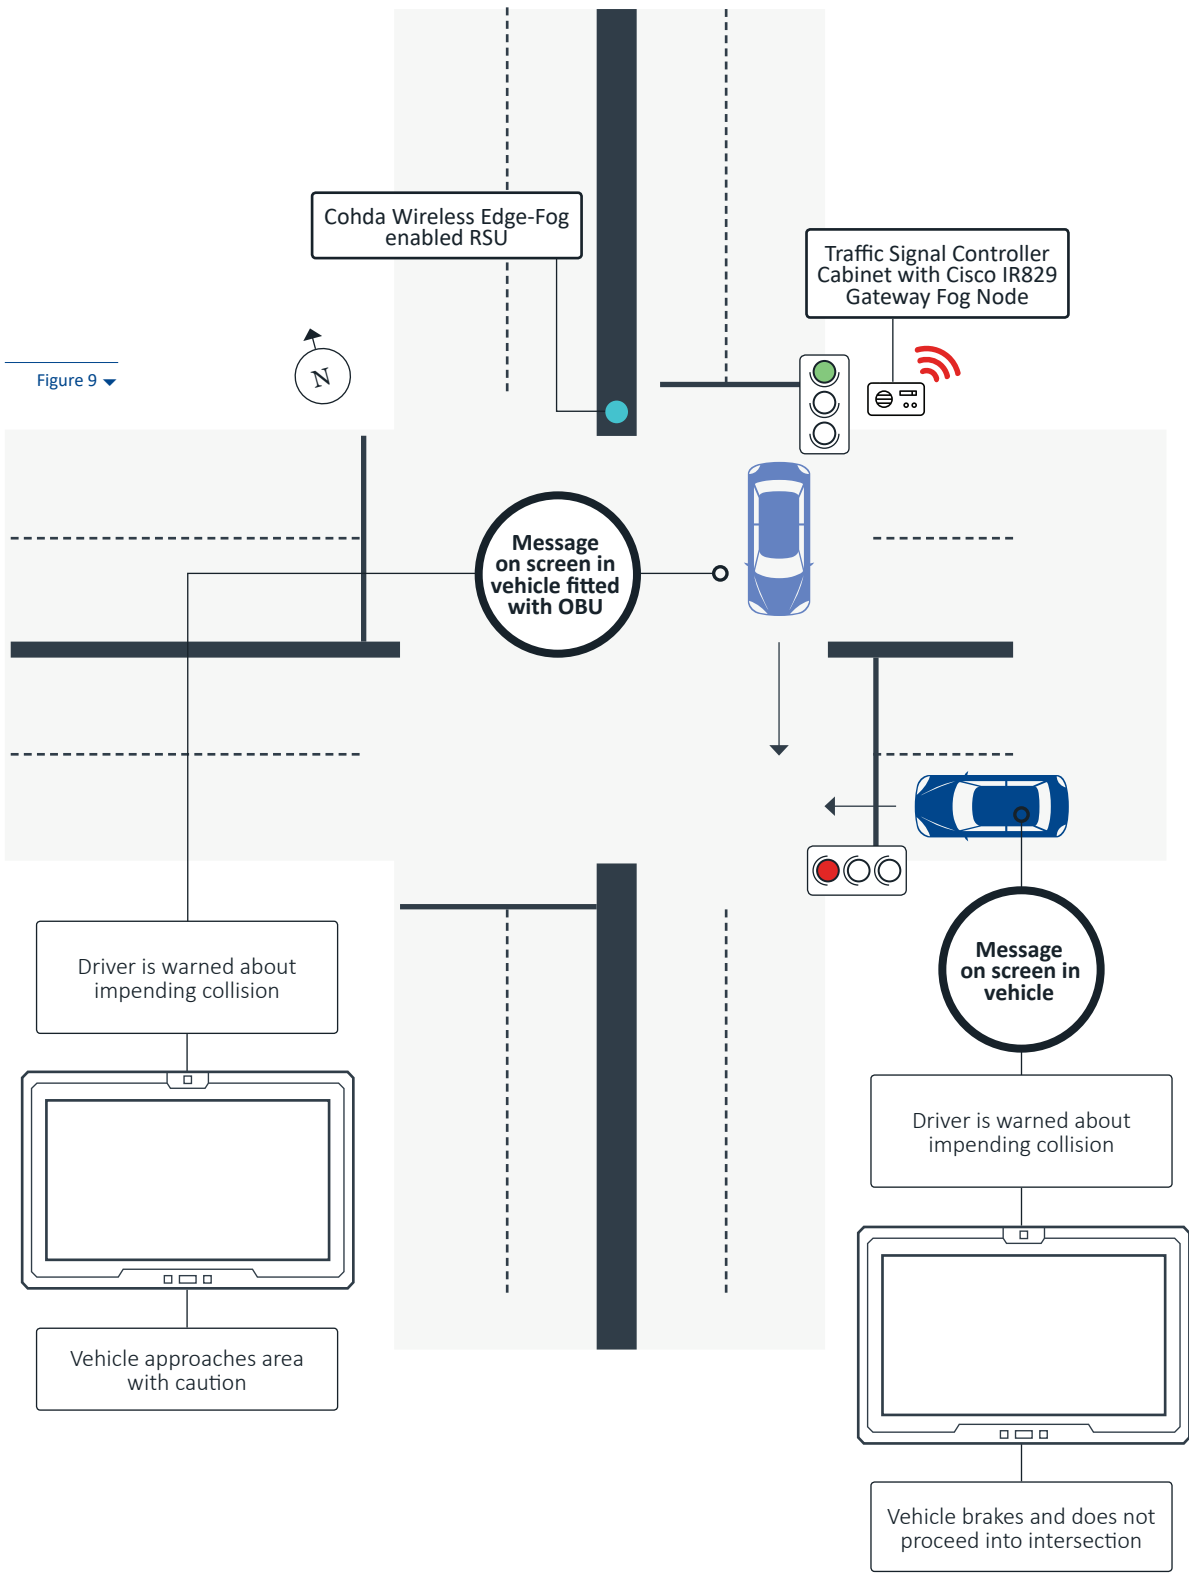 Cohda Wireless Edge-Fog
enabled RSU
Traffic Signal Controller
Cabinet with Cisco IR829
Gateway Fog Node
Figure 9
N
Message
on screen in
vehicle fitted
with OBU
Driver is warned about
impending collision
Vehicle approaches area
with caution
Message
on screen in
vehicle
Driver is warned about
impending collision
Vehicle brakes and does not
proceed into intersection